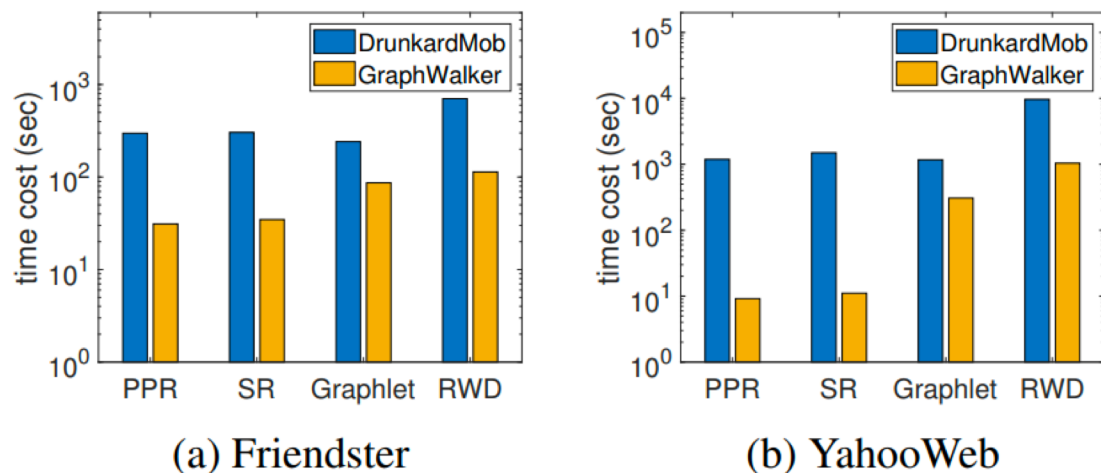 DrunkardMob
GraphWalker
time cost (sec)
10^3
10^2
10^1
10^0
PPR SR Graphlet RWD
(a) Friendster
DrunkardMob
GraphWalker
time cost (sec)
10^5
10^4
10^3
10^2
10^1
10^0
PPR SR Graphlet RWD
(b) YahooWeb